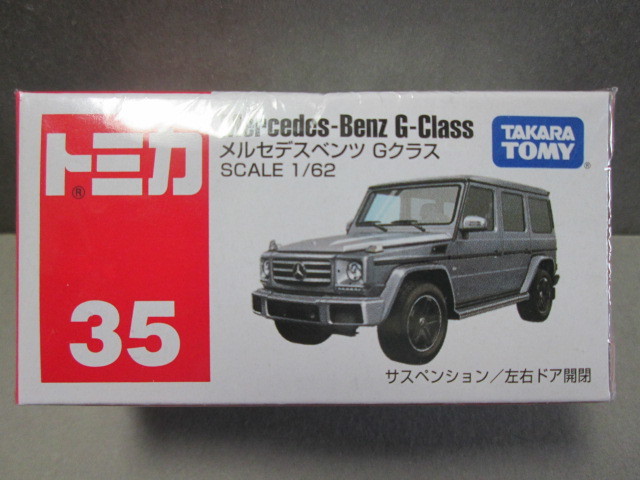 トミカ
®
35
Mercedes-Benz G-Class
メルセデスベンツ Gクラス
SCALE 1/62
TAKARA
TOMY
®
サスペンション/左右ドア開閉